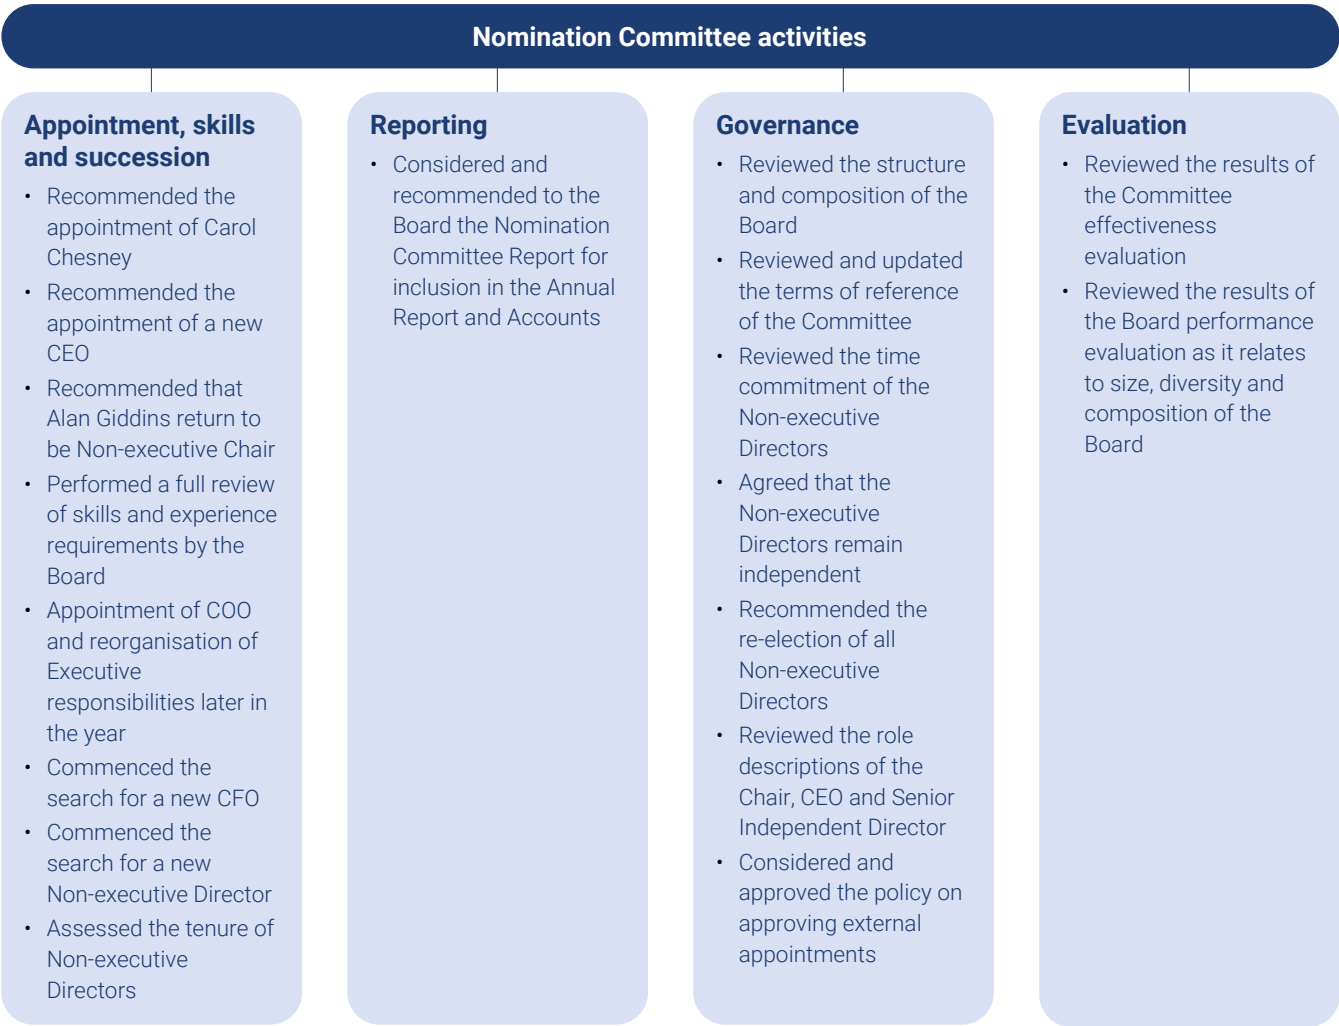 Nomination Committee activities
Appointment, skills
and succession
• Recommended the
appointment of Carol
Chesney
• Recommended the
appointment of a new
CEO
• Recommended that
Alan Giddins return to
be Non-executive Chair
• Performed a full review
of skills and experience
requirements by the
Board
• Appointment of COO
and reorganisation of
Executive
responsibilities later in
the year
• Commenced the
search for a new CFO
• Commenced the
search for a new
Non-executive Director
• Assessed the tenure of
Non-executive
Directors
Reporting
• Considered and
recommended to the
Board the Nomination
Committee Report for
inclusion in the Annual
Report and Accounts
Governance
• Reviewed the structure
and composition of the
Board
• Reviewed and updated
the terms of reference
of the Committee
• Reviewed the time
commitment of the
Non-executive
Directors
• Agreed that the
Non-executive
Directors remain
independent
• Recommended the
re-election of all
Non-executive
Directors
• Reviewed the role
descriptions of the
Chair, CEO and Senior
Independent Director
• Considered and
approved the policy on
approving external
appointments
Evaluation
• Reviewed the results of
the Committee
effectiveness
evaluation
• Reviewed the results of
the Board performance
evaluation as it relates
to size, diversity and
composition of the
Board